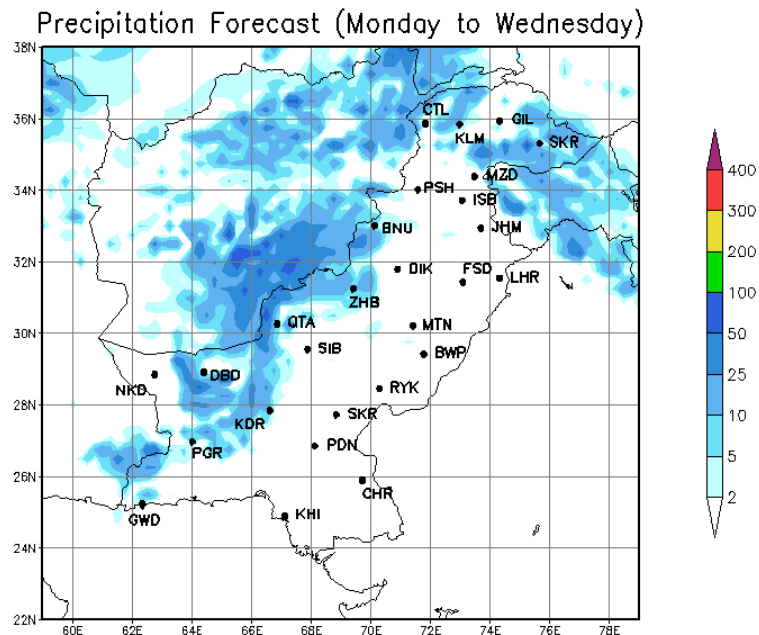 Precipitation Forecast (Monday to Wednesday)
38N
36N
34N
32N
30N
28N
26N
24N
22N
60E 62E 64E 66E 68E 70E 72E 74E 76E 78E
CTL
GIL
KLM
SKR
MZD
PSH
ISB
BNU
JHM
DIK
FSD
LHR
ZHB
QTA
MTN
SIB
BWP
DBD
NKD
RYK
KDR
SKR
PGR
PDN
CHR
GWD
KHI
400
300
200
100
50
25
10
5
2